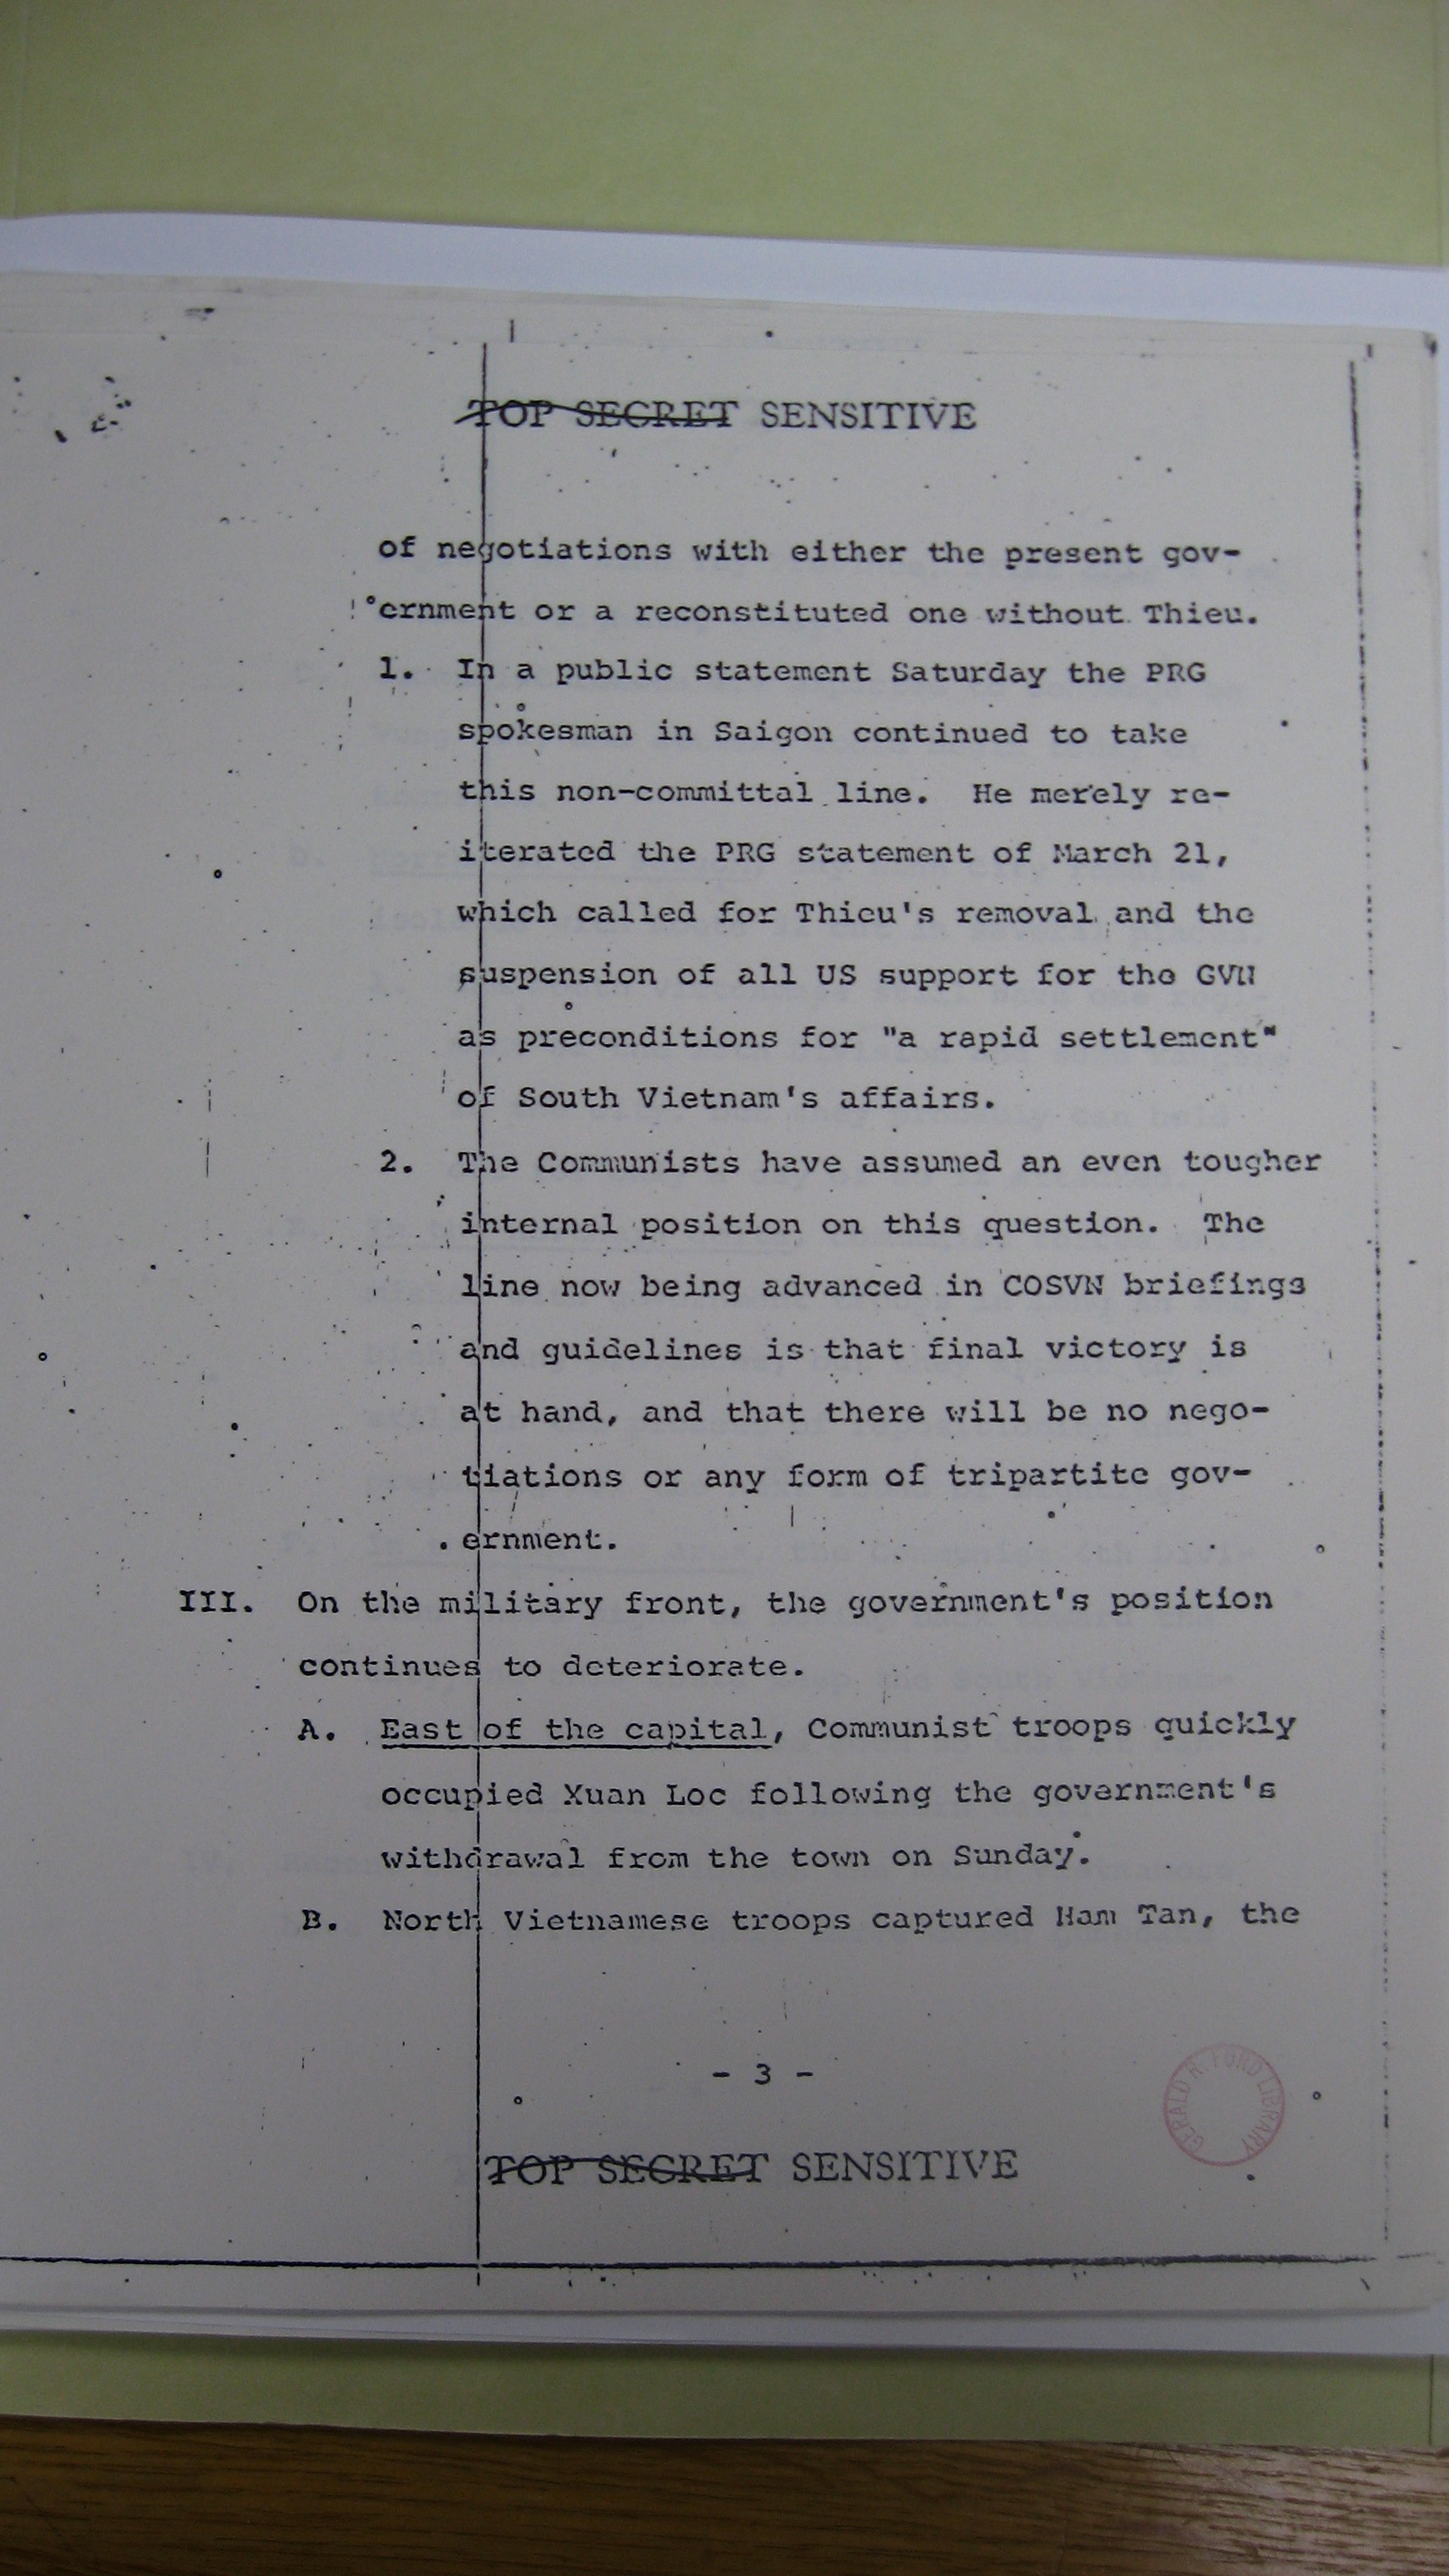 TOP SECRET SENSITIVE
of negotiations with either the present gov-
ernment or a reconstituted one without Thieu.
1. In a public statement Saturday the PRG
spokesman in Saigon continued to take
this non-committal line. He merely re-
iterated the PRG statement of March 21,
which called for Thieu's removal and the
suspension of all US support for the GVN
as preconditions for "a rapid settlement"
of South Vietnam's affairs.
2. The Communists have assumed an even tougher
internal position on this question. The
line now being advanced in COSVN briefings
and guidelines is that final victory is
at hand, and that there will be no nego-
tiations or any form of tripartite gov-
ernment.
III. On the military front, the government's position
continues to deteriorate.
A. East of the capital, Communist troops quickly
occupied Xuan Loc following the government's
withdrawal from the town on Sunday.
B. North Vietnamese troops captured Ham Tan, the
- 3 -
GERALD R. FORD LIBRARY
TOP SECRET SENSITIVE